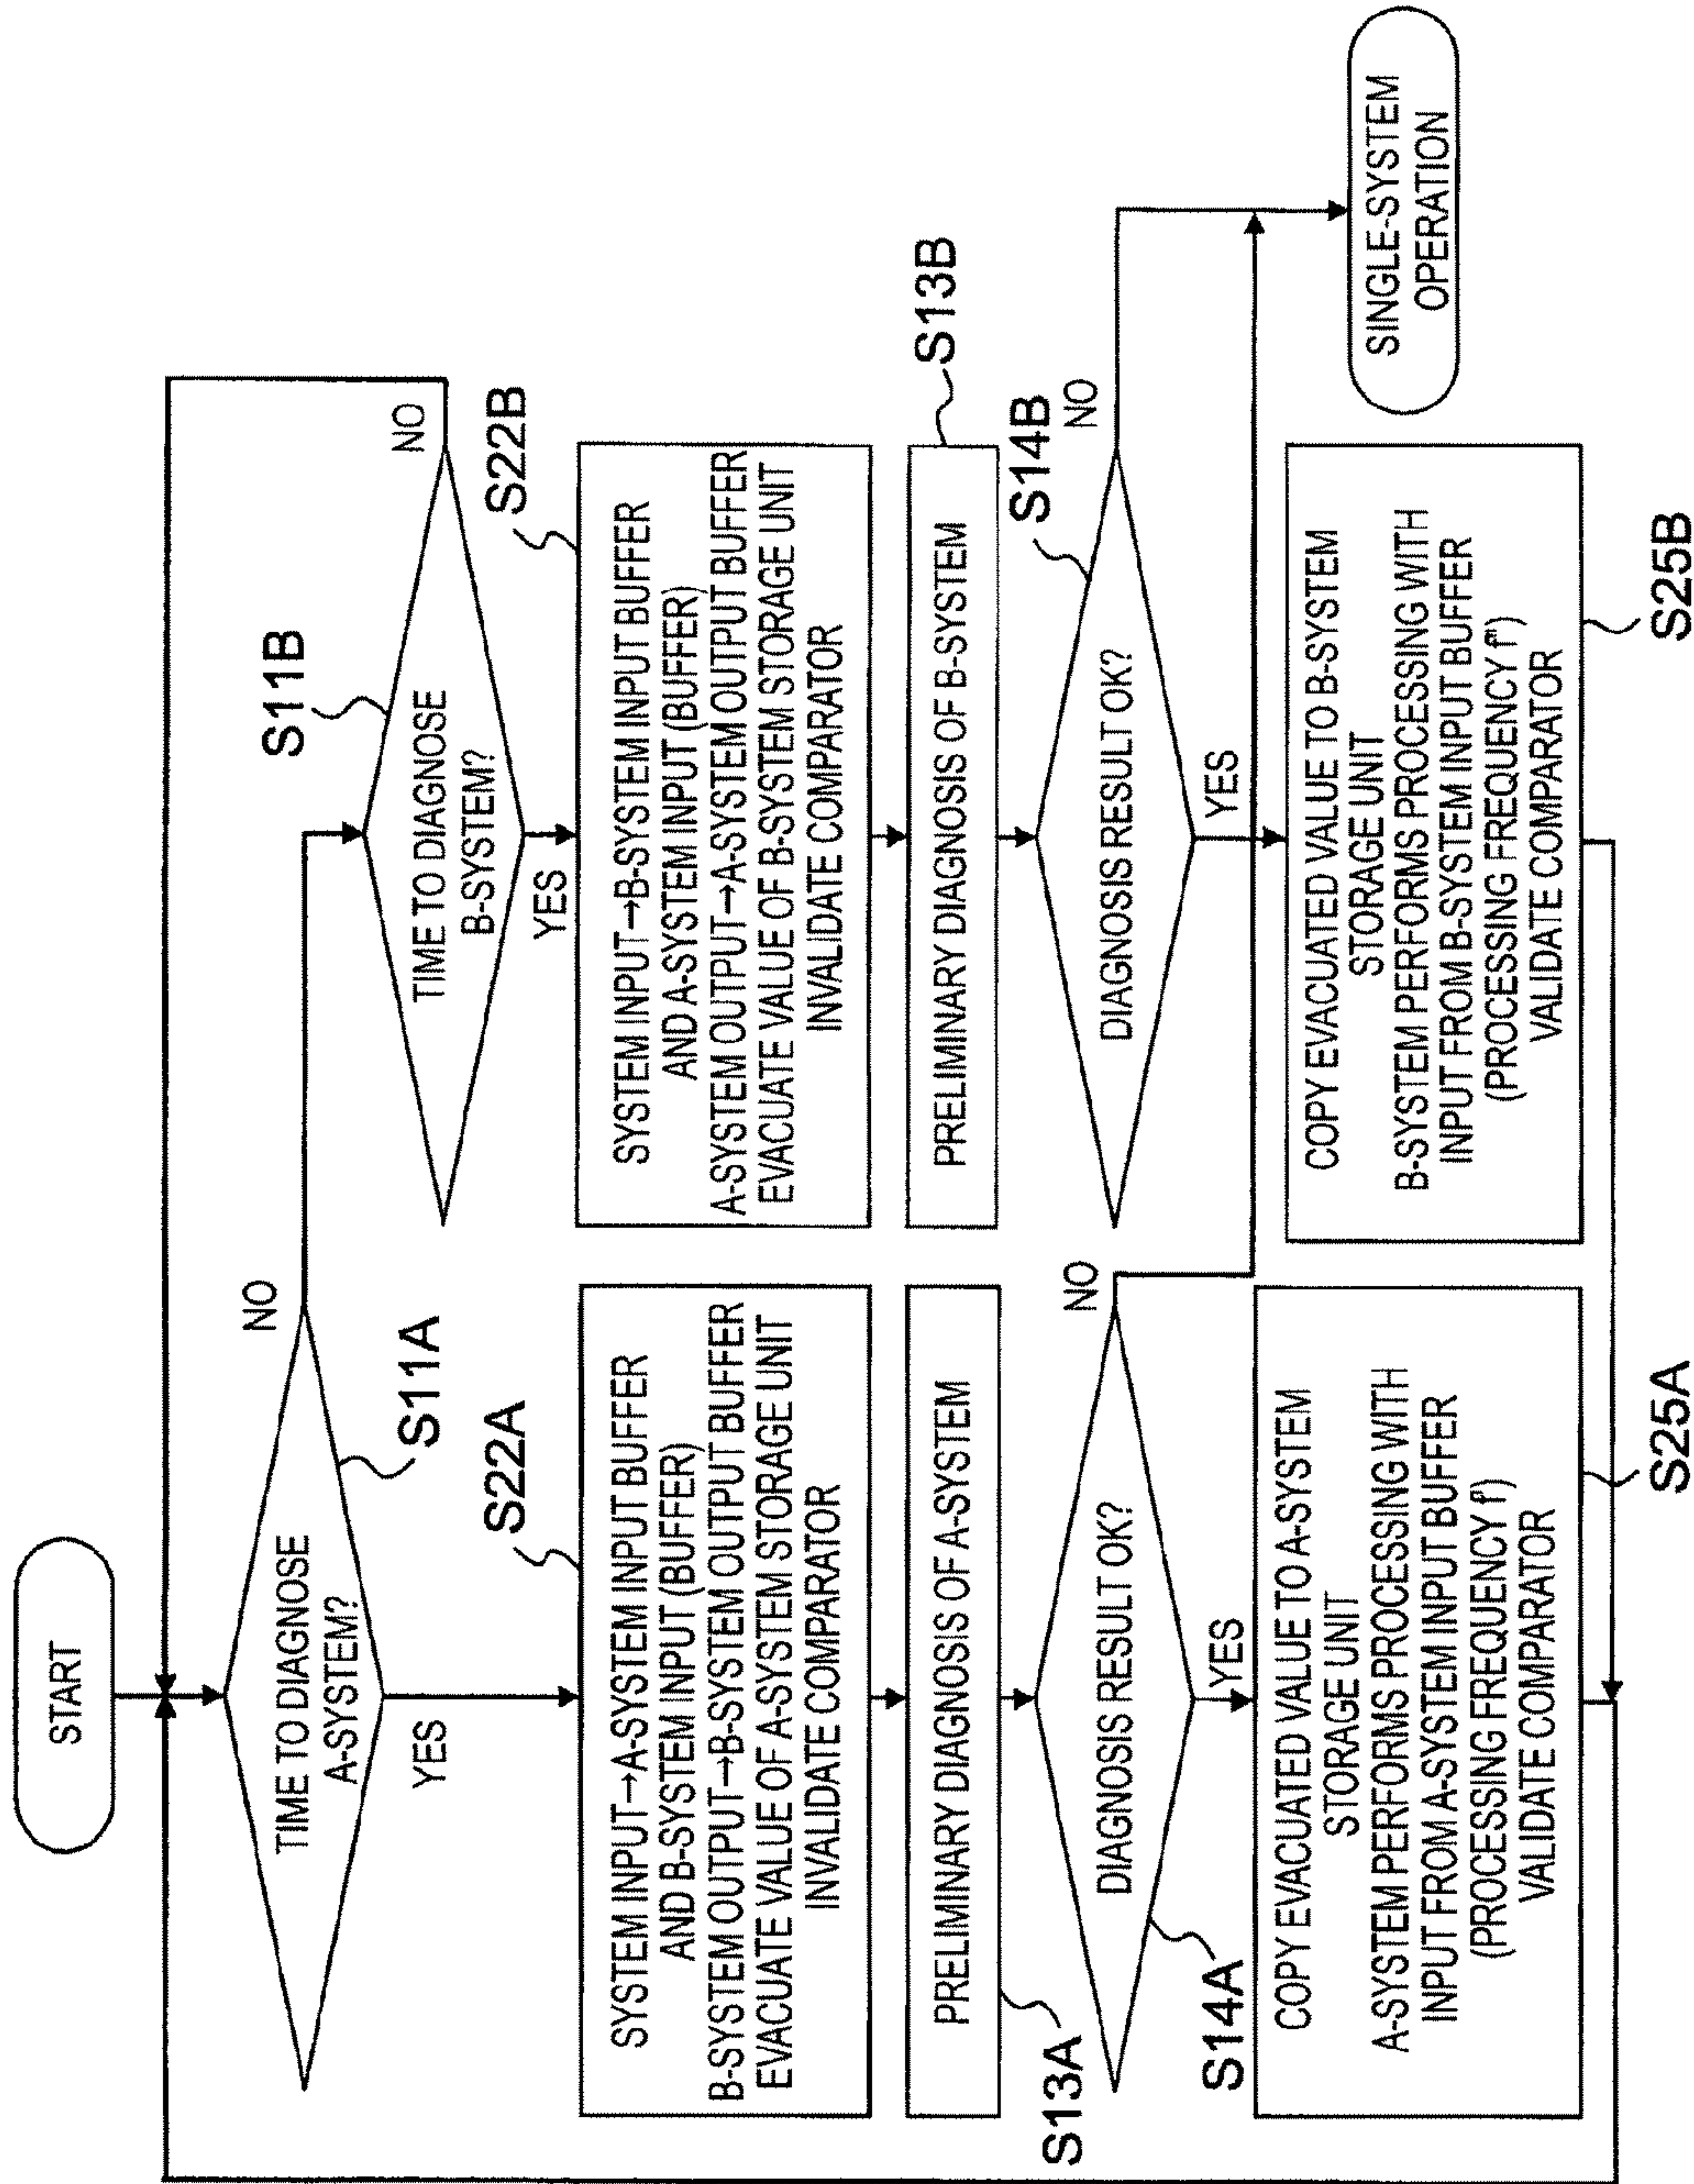 START
TIME TO DIAGNOSE
A-SYSTEM?
S11A
NO
YES
TIME TO DIAGNOSE
B-SYSTEM?
S11B
NO
YES
S22A
SYSTEM INPUT→A-SYSTEM INPUT BUFFER
AND B-SYSTEM INPUT (BUFFER)
B-SYSTEM OUTPUT→B-SYSTEM OUTPUT BUFFER
EVACUATE VALUE OF A-SYSTEM STORAGE UNIT
INVALIDATE COMPARATOR
S22B
SYSTEM INPUT→B-SYSTEM INPUT BUFFER
AND A-SYSTEM INPUT (BUFFER)
A-SYSTEM OUTPUT→A-SYSTEM OUTPUT BUFFER
EVACUATE VALUE OF B-SYSTEM STORAGE UNIT
INVALIDATE COMPARATOR
S13A
PRELIMINARY DIAGNOSIS OF A-SYSTEM
S13B
PRELIMINARY DIAGNOSIS OF B-SYSTEM
S14A
DIAGNOSIS RESULT OK?
NO
YES
S14B
DIAGNOSIS RESULT OK?
NO
YES
COPY EVACUATED VALUE TO A-SYSTEM
STORAGE UNIT
A-SYSTEM PERFORMS PROCESSING WITH
INPUT FROM A-SYSTEM INPUT BUFFER
(PROCESSING FREQUENCY f')
VALIDATE COMPARATOR
S25A
COPY EVACUATED VALUE TO B-SYSTEM
STORAGE UNIT
B-SYSTEM PERFORMS PROCESSING WITH
INPUT FROM B-SYSTEM INPUT BUFFER
(PROCESSING FREQUENCY
VALIDATE COMPARATOR
S25B
SINGLE-SYSTEM
OPERATION